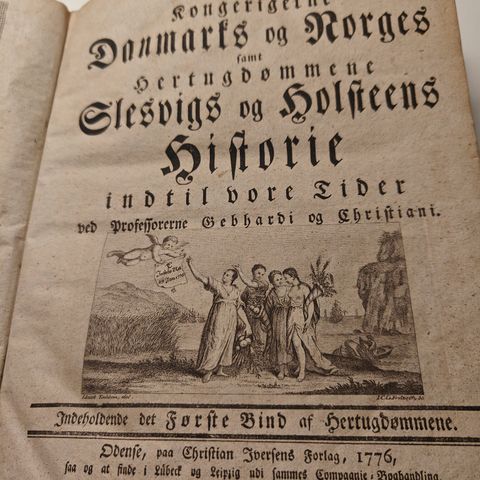 Kongerigerne
Danmarks og Norges
samt
Hertugdømmene
Slesvigs og Holsteens
Historie
indtil vore Tider
ved Professorerne Gebhardi og Christiani.
Indeholdende det Første Bind af Hertugdømmene.
Odense, paa Christian Iversens Forlag, 1776,
saa og at finde i Lübeck og Leipzig udi sammes Compagnie-Boghandling.